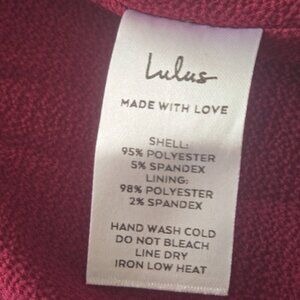 Lulus
MADE WITH LOVE
SHELL:
95% POLYESTER
5% SPANDEX
LINING:
98% POLYESTER
2% SPANDEX
HAND WASH COLD
DO NOT BLEACH
LINE DRY
IRON LOW HEAT